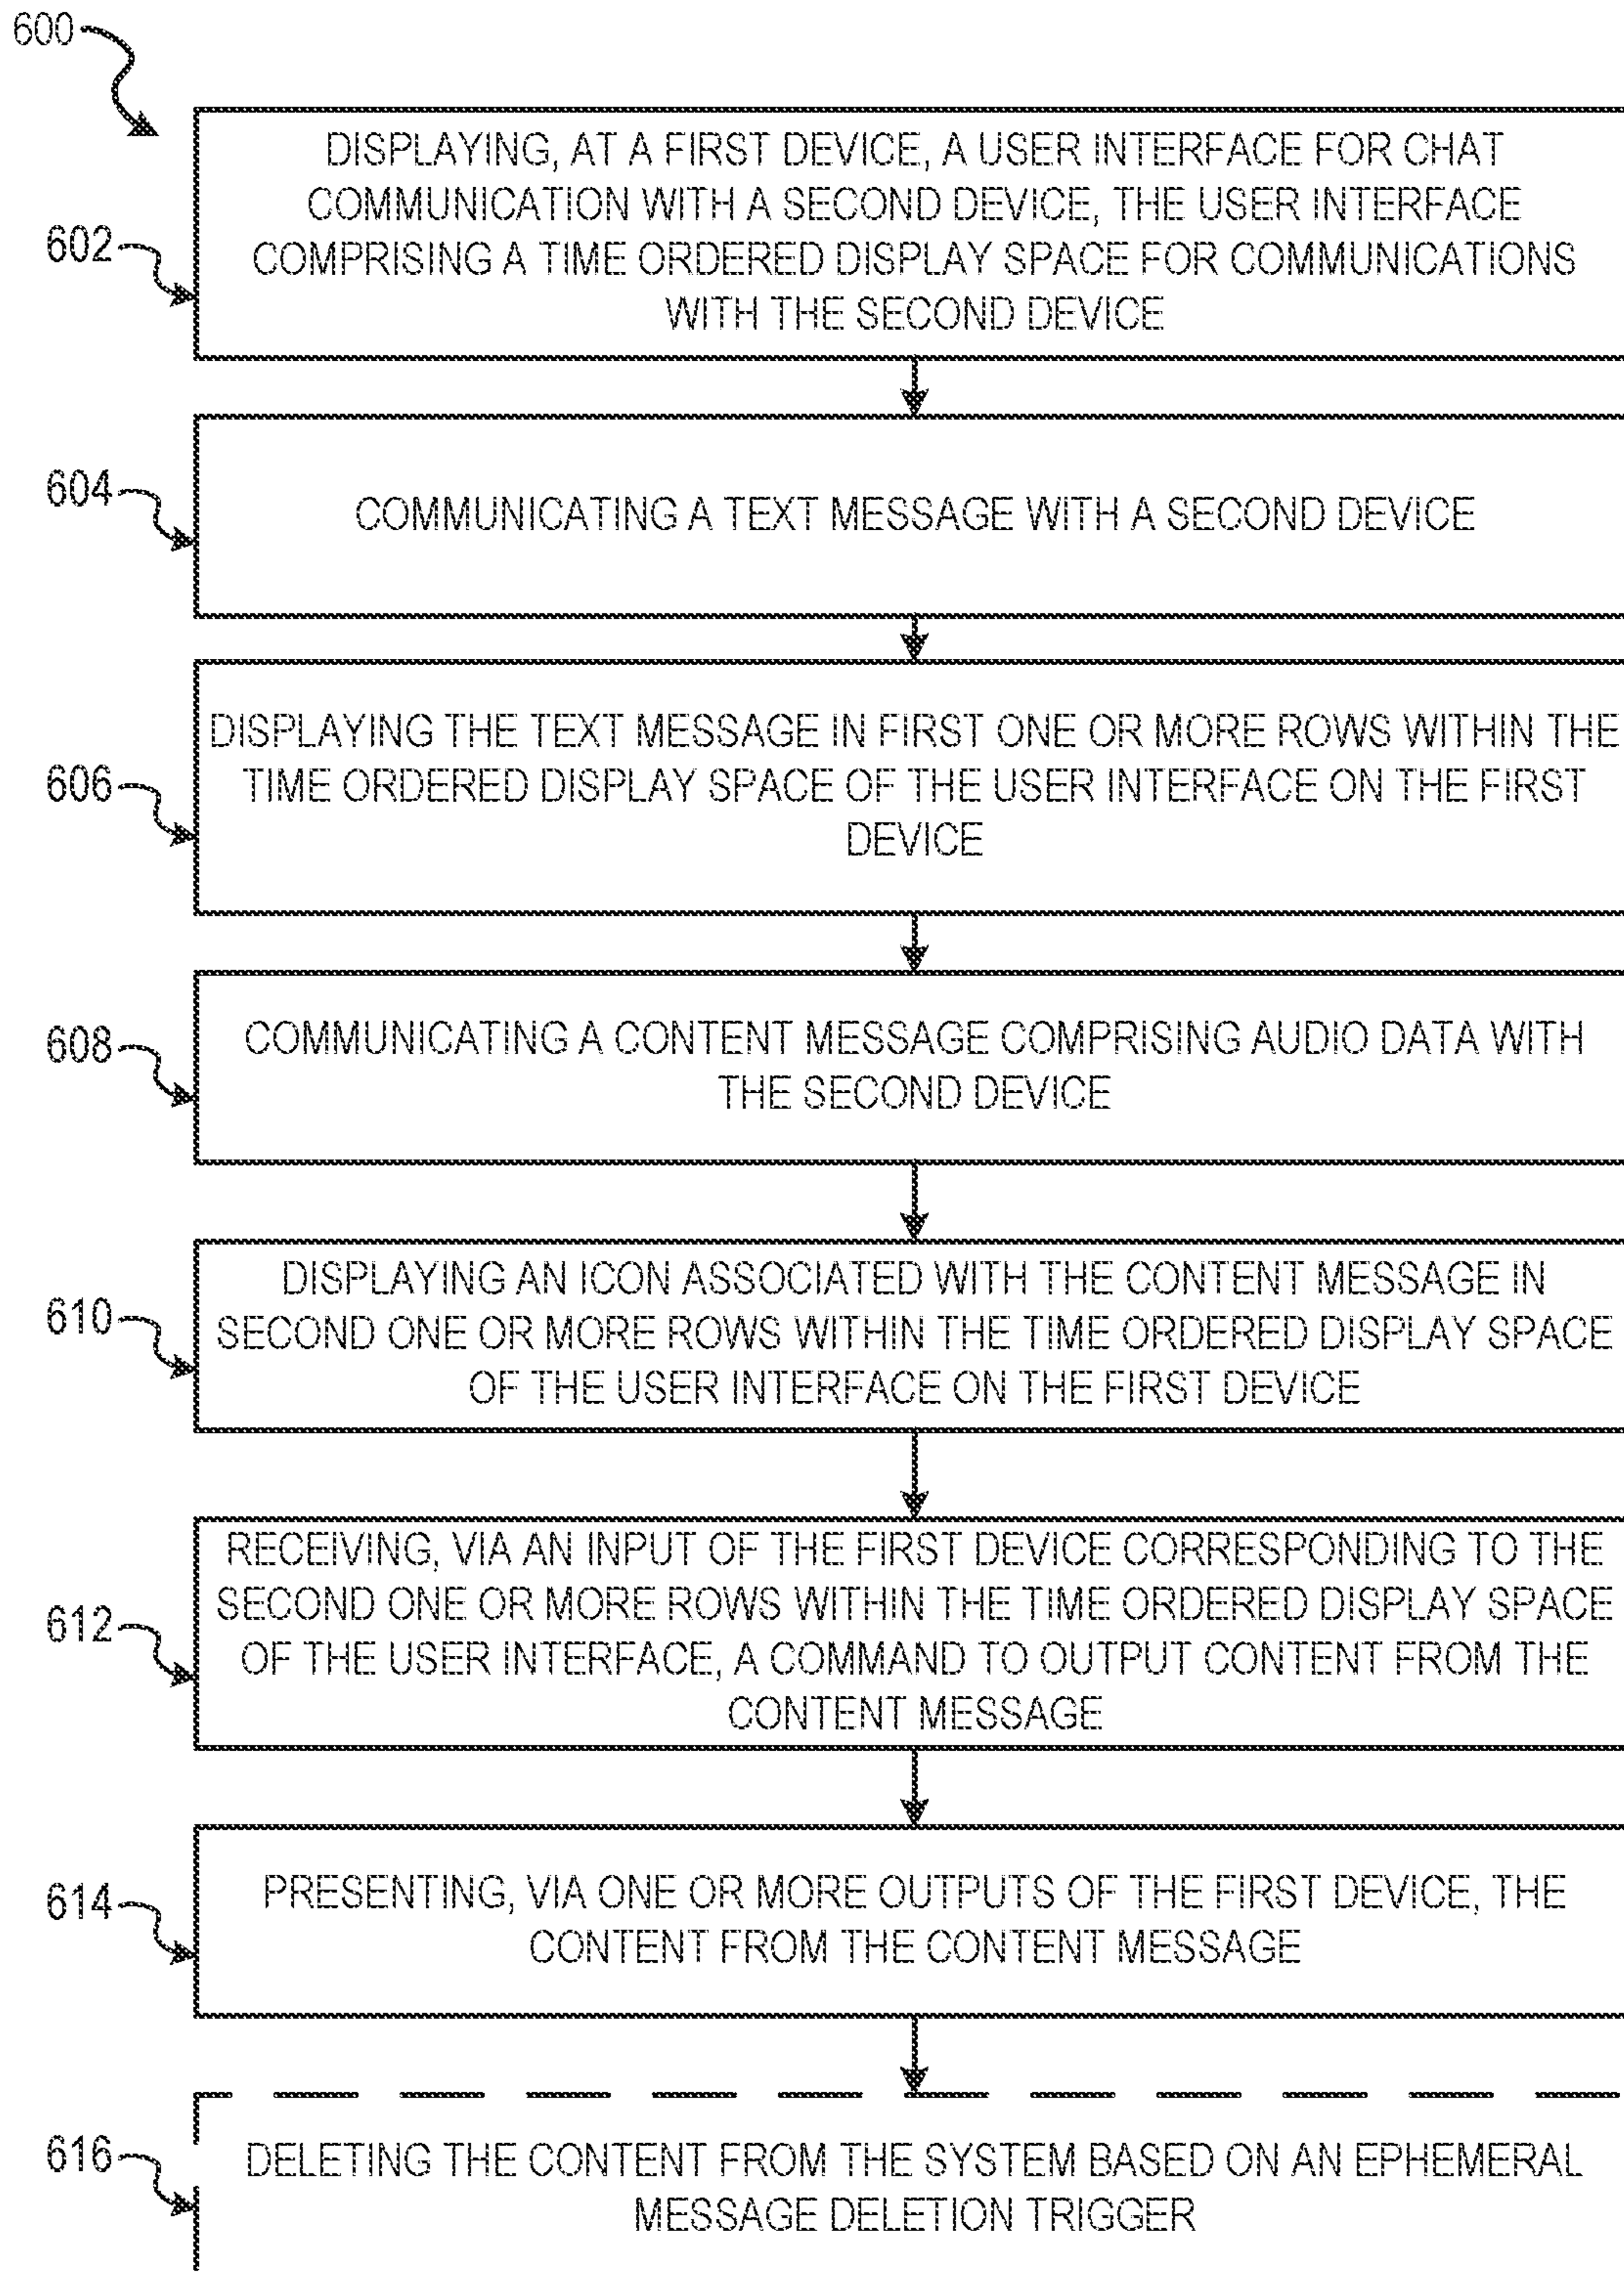 600
602
DISPLAYING, AT A FIRST DEVICE, A USER INTERFACE FOR CHAT
COMMUNICATION WITH A SECOND DEVICE, THE USER INTERFACE
COMPRISING A TIME ORDERED DISPLAY SPACE FOR COMMUNICATIONS
WITH THE SECOND DEVICE
604
COMMUNICATING A TEXT MESSAGE WITH A SECOND DEVICE
606
DISPLAYING THE TEXT MESSAGE IN FIRST ONE OR MORE ROWS WITHIN THE
TIME ORDERED DISPLAY SPACE OF THE USER INTERFACE ON THE FIRST
DEVICE
608
COMMUNICATING A CONTENT MESSAGE COMPRISING AUDIO DATA WITH
THE SECOND DEVICE
610
DISPLAYING AN ICON ASSOCIATED WITH THE CONTENT MESSAGE IN
SECOND ONE OR MORE ROWS WITHIN THE TIME ORDERED DISPLAY SPACE
OF THE USER INTERFACE ON THE FIRST DEVICE
612
RECEIVING, VIA AN INPUT OF THE FIRST DEVICE CORRESPONDING TO THE
SECOND ONE OR MORE ROWS WITHIN THE TIME ORDERED DISPLAY SPACE
OF THE USER INTERFACE, A COMMAND TO OUTPUT CONTENT FROM THE
CONTENT MESSAGE
614
PRESENTING, VIA ONE OR MORE OUTPUTS OF THE FIRST DEVICE, THE
CONTENT FROM THE CONTENT MESSAGE
616
DELETING THE CONTENT FROM THE SYSTEM BASED ON AN EPHEMERAL
MESSAGE DELETION TRIGGER